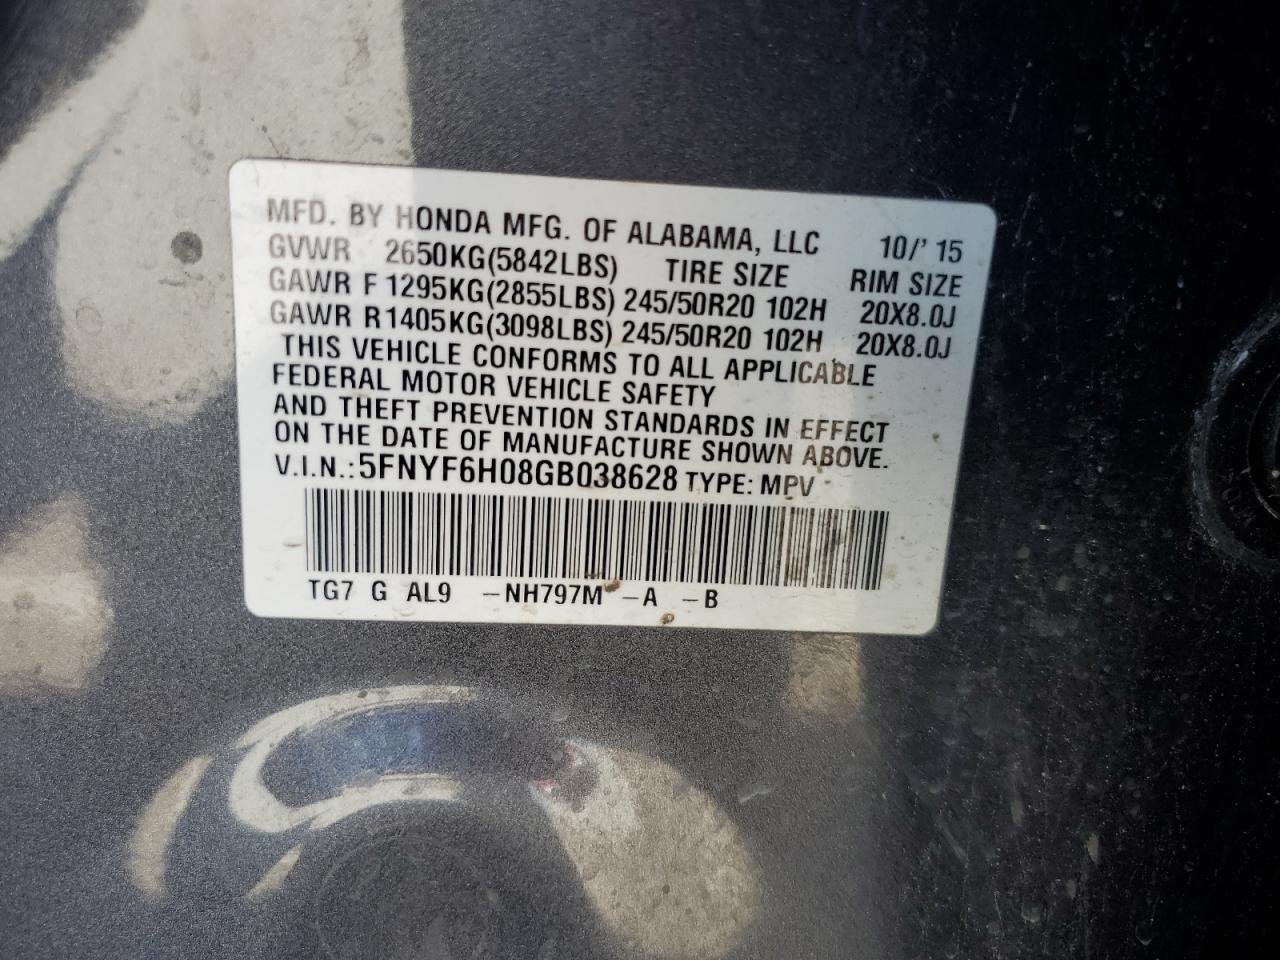 MFD. BY HONDA MFG. OF ALABAMA, LLC 10/' 15
GVWR 2650KG(5842LBS) TIRE SIZE RIM SIZE
GAWR F 1295KG(2855LBS) 245/50R20 102H 20X8.0J
GAWR R1405KG(3098LBS) 245/50R20 102H 20X8.0J
THIS VEHICLE CONFORMS TO ALL APPLICABLE
FEDERAL MOTOR VEHICLE SAFETY
AND THEFT PREVENTION STANDARDS IN EFFECT
ON THE DATE OF MANUFACTURE SHOWN ABOVE.
V.I.N.:5FNYF6H08GB038628 TYPE: MPV
TG7 G AL9 -NH797M -A -B